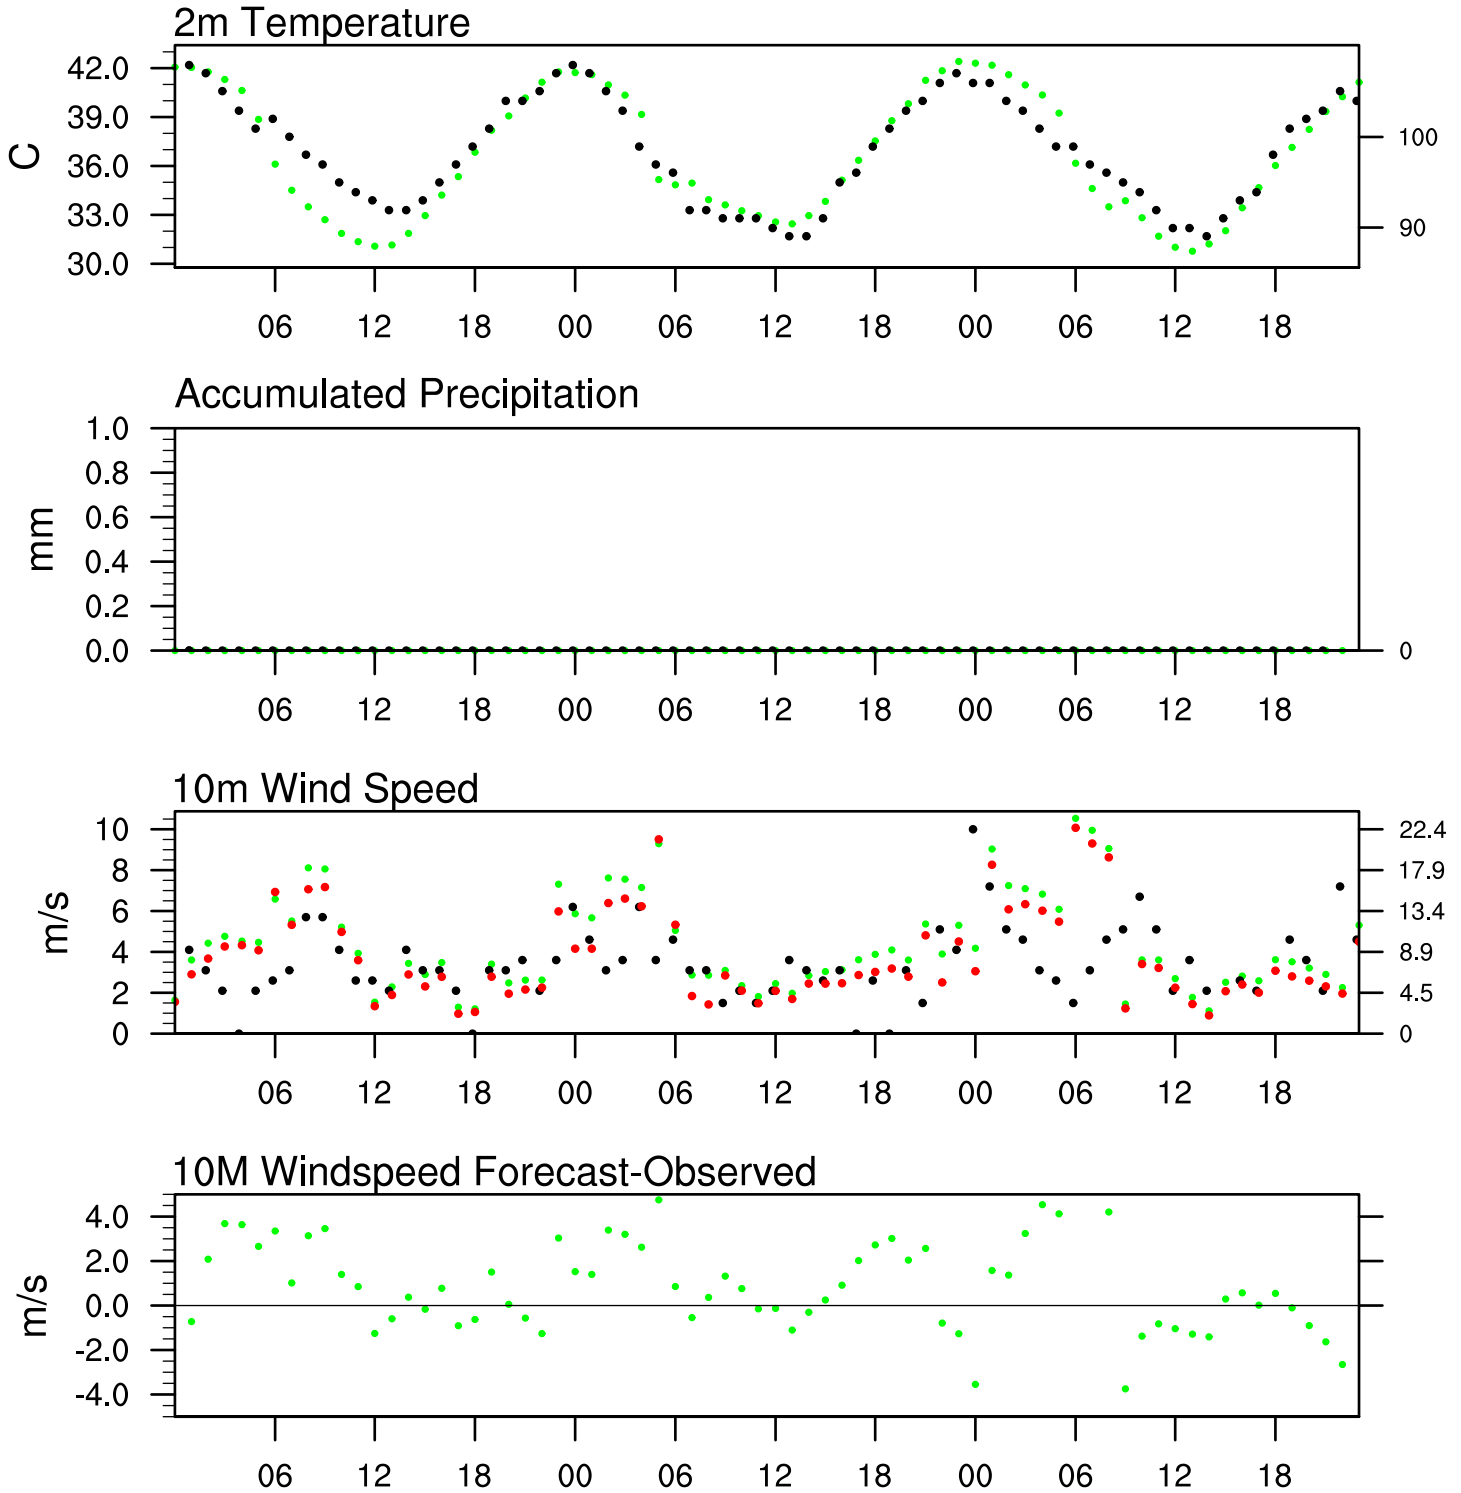 2m Temperature
42.0
39.0
36.0
33.0
30.0
C
100
90
06 12 18 00 06 12 18 00 06 12 18
Accumulated Precipitation
1.0
0.8
0.6
0.4
0.2
0.0
mm
0
06 12 18 00 06 12 18 00 06 12 18
10m Wind Speed
10
8
6
4
2
0
m/s
22.4
17.9
13.4
8.9
4.5
0
06 12 18 00 06 12 18 00 06 12 18
10M Windspeed Forecast-Observed
4.0
2.0
0.0
-2.0
-4.0
m/s
06 12 18 00 06 12 18 00 06 12 18